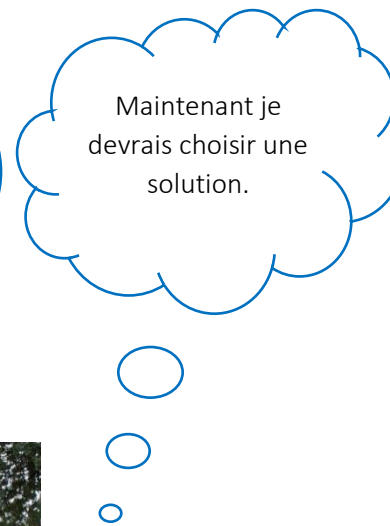 Maintenant je
devrais choisir une
solution.